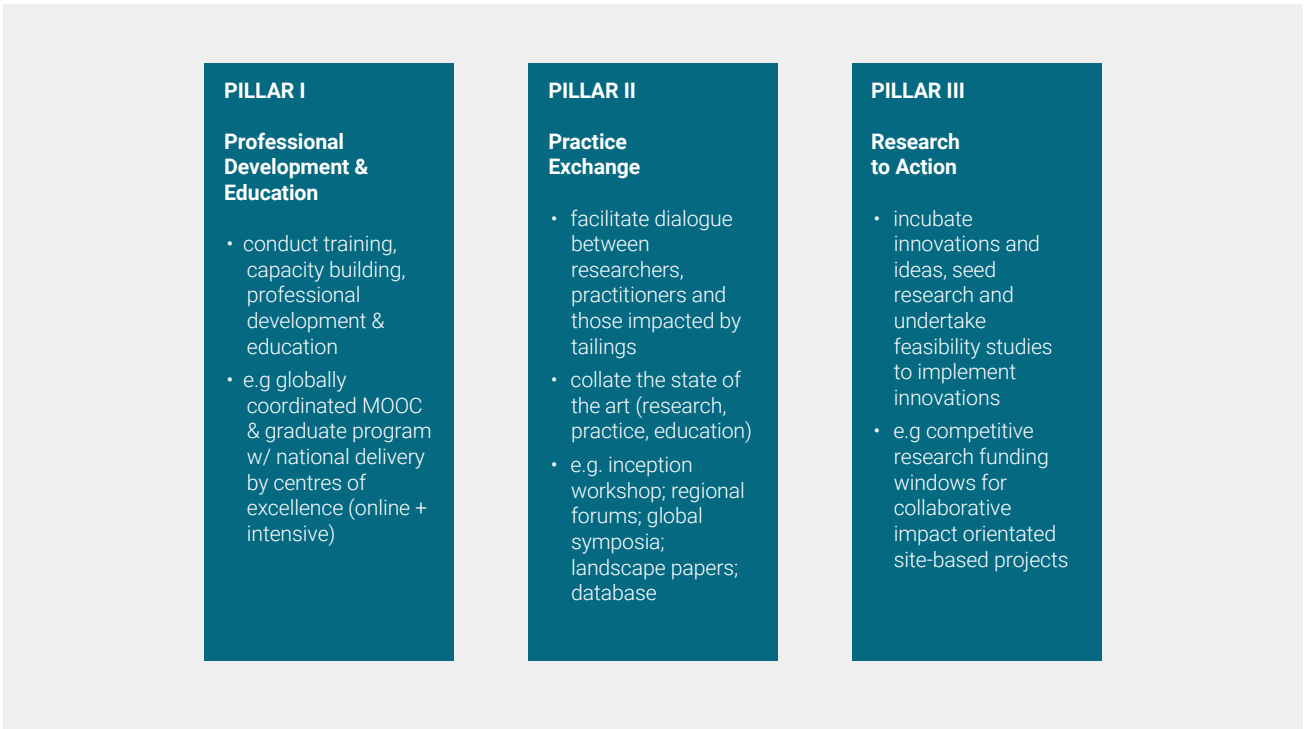 PILLAR I
Professional
Development &
Education
• conduct training,
capacity building,
professional
development &
education
• e.g globally
coordinated MOOC
& graduate program
w/ national delivery
by centres of
excellence (online +
intensive)
PILLAR II
Practice
Exchange
• facilitate dialogue
between
researchers,
practitioners and
those impacted by
tailings
• collate the state of
the art (research,
practice, education)
• e.g. inception
workshop; regional
forums; global
symposia;
landscape papers;
database
PILLAR III
Research
to Action
• incubate
innovations and
ideas, seed
research and
undertake
feasibility studies
to implement
innovations
• e.g competitive
research funding
windows for
collaborative
impact orientated
site-based projects